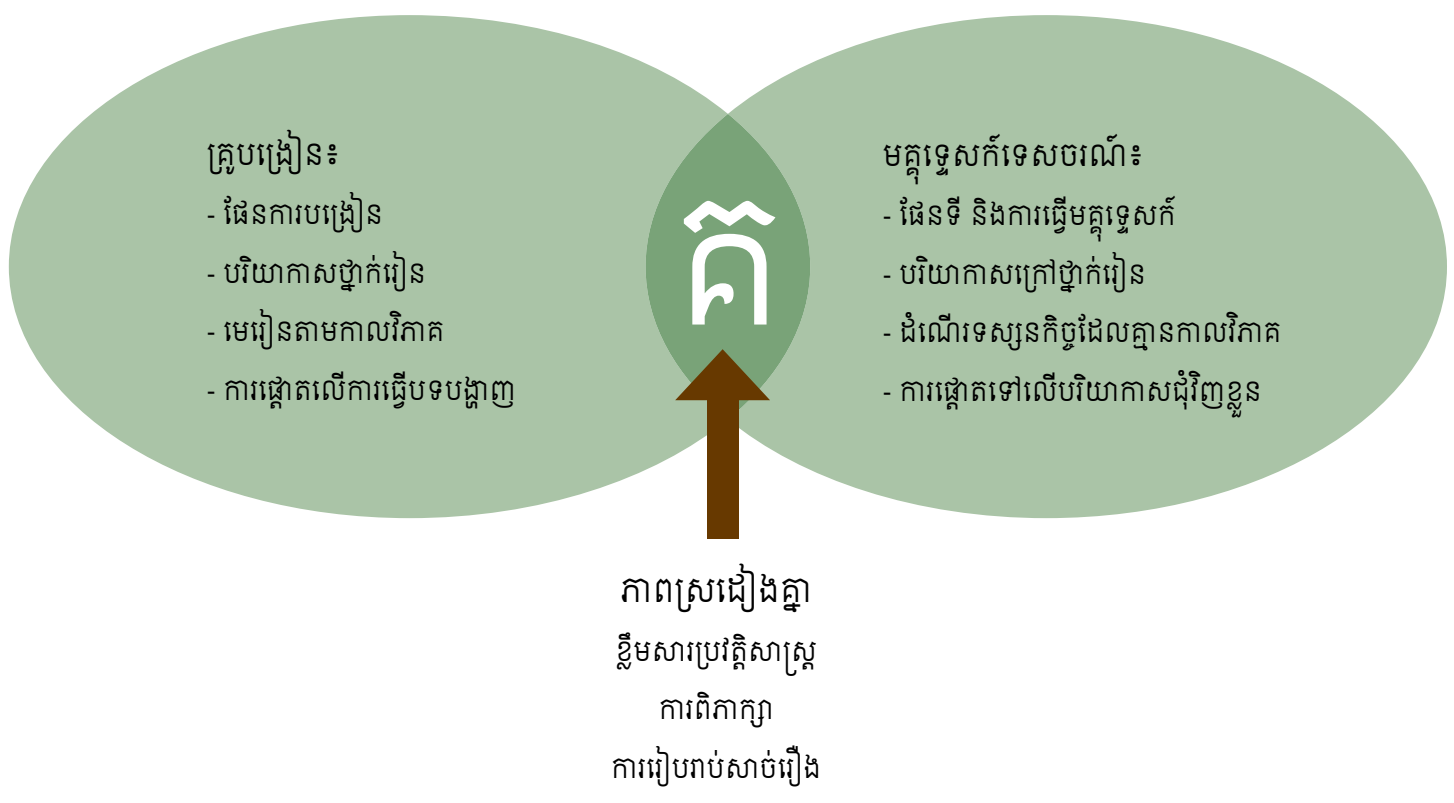 គ្រូបង្រៀន៖
- ផែនការបង្រៀន
- បរិយាកាសថ្នាក់រៀន
- មេរៀនតាមកាលវិភាគ
- ការផ្តោតលើការធ្វើបទបង្ហាញ
គ៊
មគ្គុទ្ទេសក៍ទេសចរណ៍៖
- ផែនទី និងការធ្វើមគ្គុទ្ទេសក៍
- បរិយាកាសក្រៅថ្នាក់រៀន
- ដំណើរទស្សនកិច្ចដែលគ្មានកាលវិភាគ
- ការផ្តោតទៅលើបរិយាកាសជុំវិញខ្លួន
ភាពស្រដៀងគ្នា
ខ្លឹមសារប្រវត្តិសាស្ត្រ
ការពិភាក្សា
ការរៀបរាប់សាច់រឿង